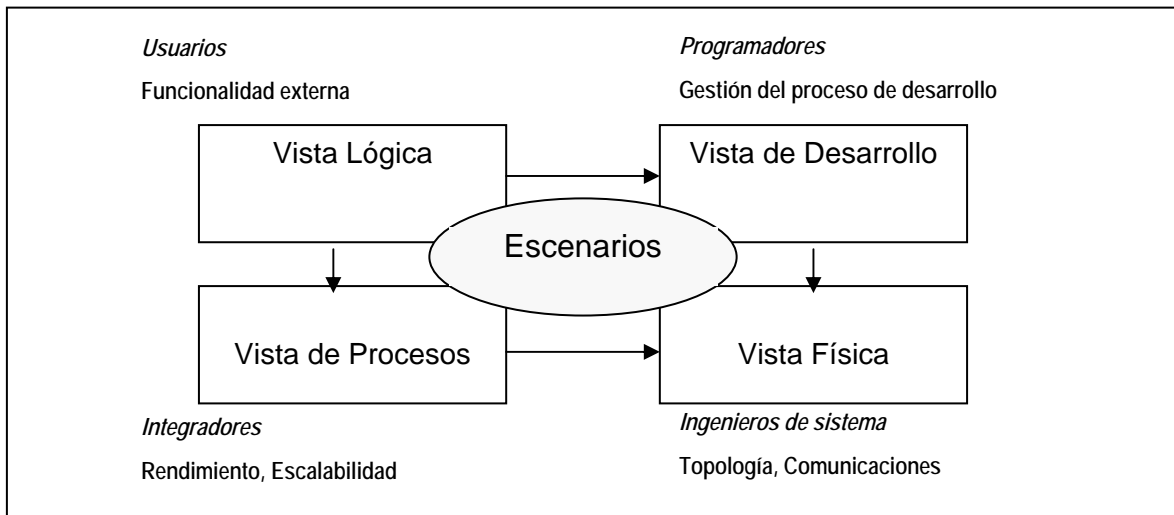 Usuarios
Funcionalidad externa
Programadores
Gestión del proceso de desarrollo
Vista Lógica
Vista de Desarrollo
Escenarios
Vista de Procesos
Vista Física
Integradores
Rendimiento, Escalabilidad
Ingenieros de sistema
Topología, Comunicaciones